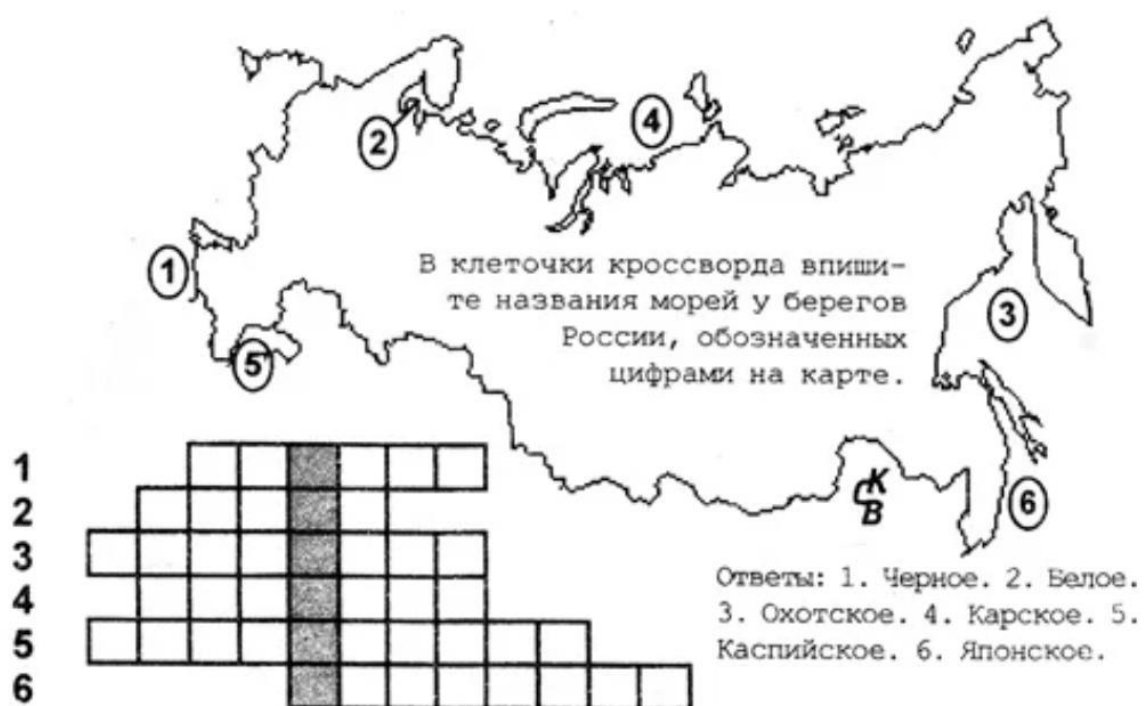 2
4
1
В клеточки кроссворда впиши-
те названия морей у берегов
России, обозначенных
цифрами на карте.
3
5
1
2
3
4
5
6
К
В
6
Ответы: 1. Черное. 2. Белое.
3. Охотское. 4. Карское. 5.
Каспийское. 6. Японское.